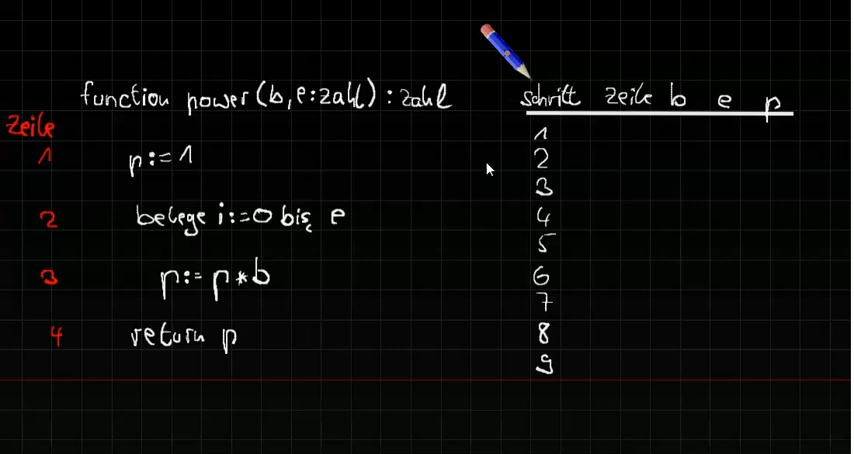 function power(b, e:zahl) : zahl
Zeile
1 p:=1
2 belege i:=0 bis e
3 p:= p*b
4 return p
Schritt Zeile b e p
1
2
3
4
5
6
7
8
9